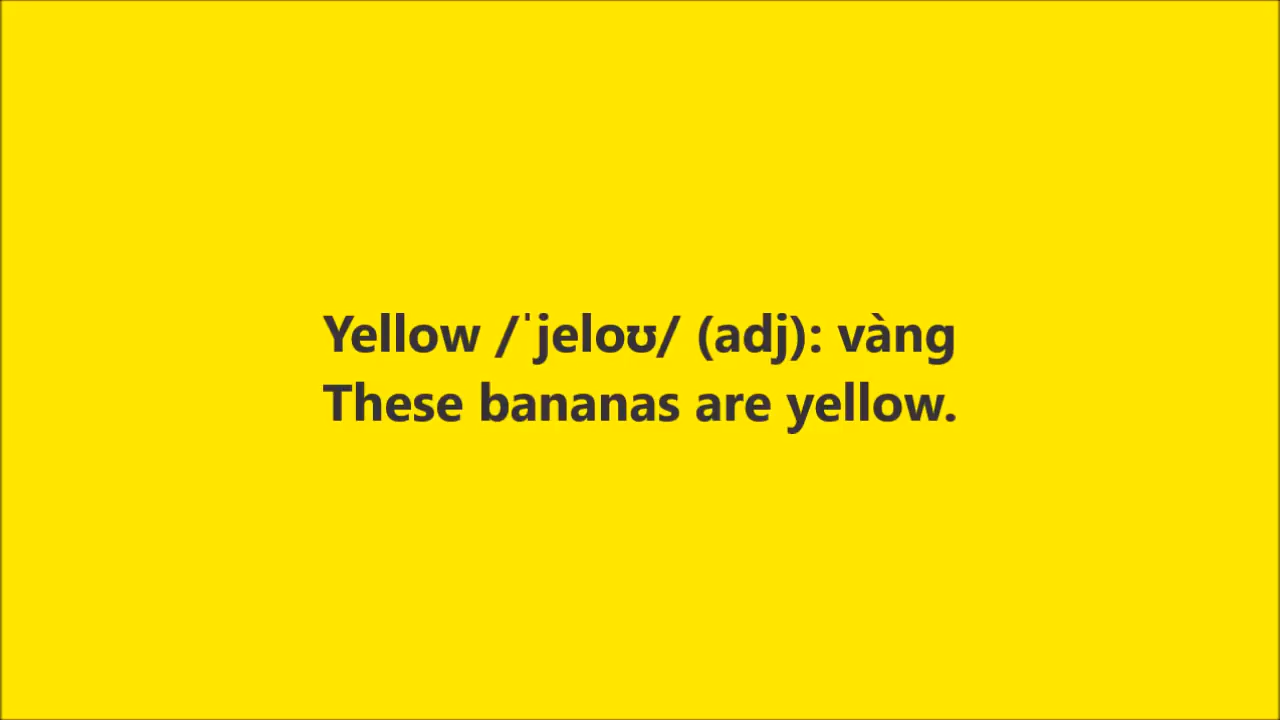 Yellow /ˈjeloʊ/ (adj): vàng
These bananas are yellow.